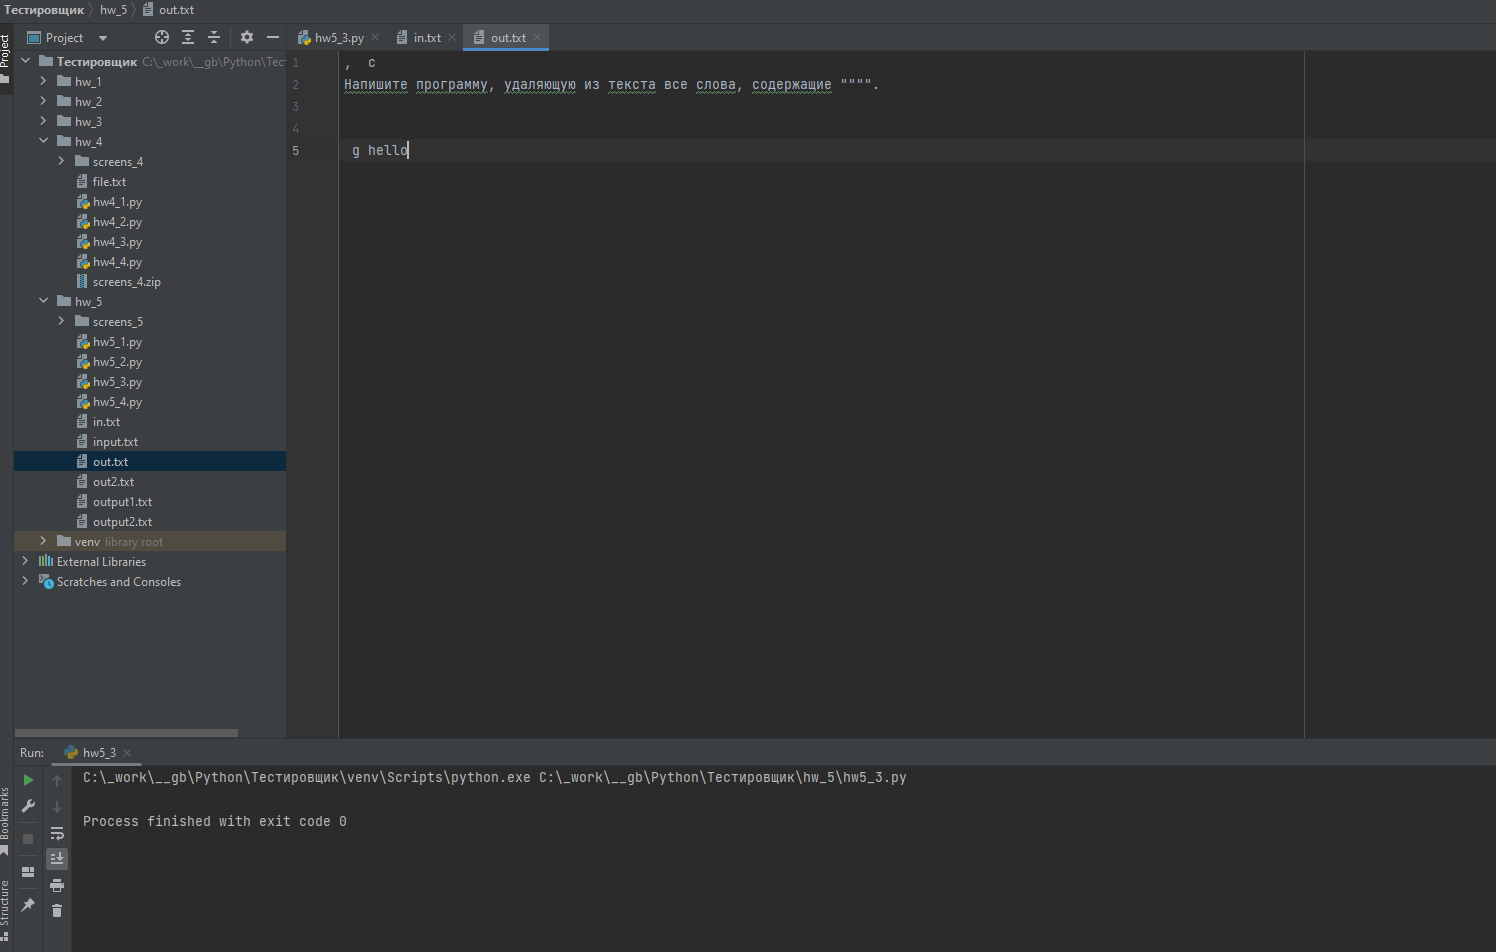 Тестировщик hw_5 out.txt
Project
Project
hw5_3.py in.txt out.txt
Тестировщик C:\_work\__gb\Python\Тес
hw_1
hw_2
hw_3
hw_4
screens_4
file.txt
hw4_1.py
hw4_2.py
hw4_3.py
hw4_4.py
screens_4.zip
hw_5
screens_5
hw5_1.py
hw5_2.py
hw5_3.py
hw5_4.py
in.txt
input.txt
out.txt
out2.txt
output1.txt
output2.txt
venv library root
External Libraries
Scratches and Consoles
1 ,  с
2 Напишите программу, удаляющую из текста все слова, содержащие """".
3
4
5  g hello
Run: hw5_3
C:\_work\__gb\Python\Тестировщик\venv\Scripts\python.exe C:\_work\__gb\Python\Тестировщик\hw_5\hw5_3.py
Process finished with exit code 0
Bookmarks
Structure